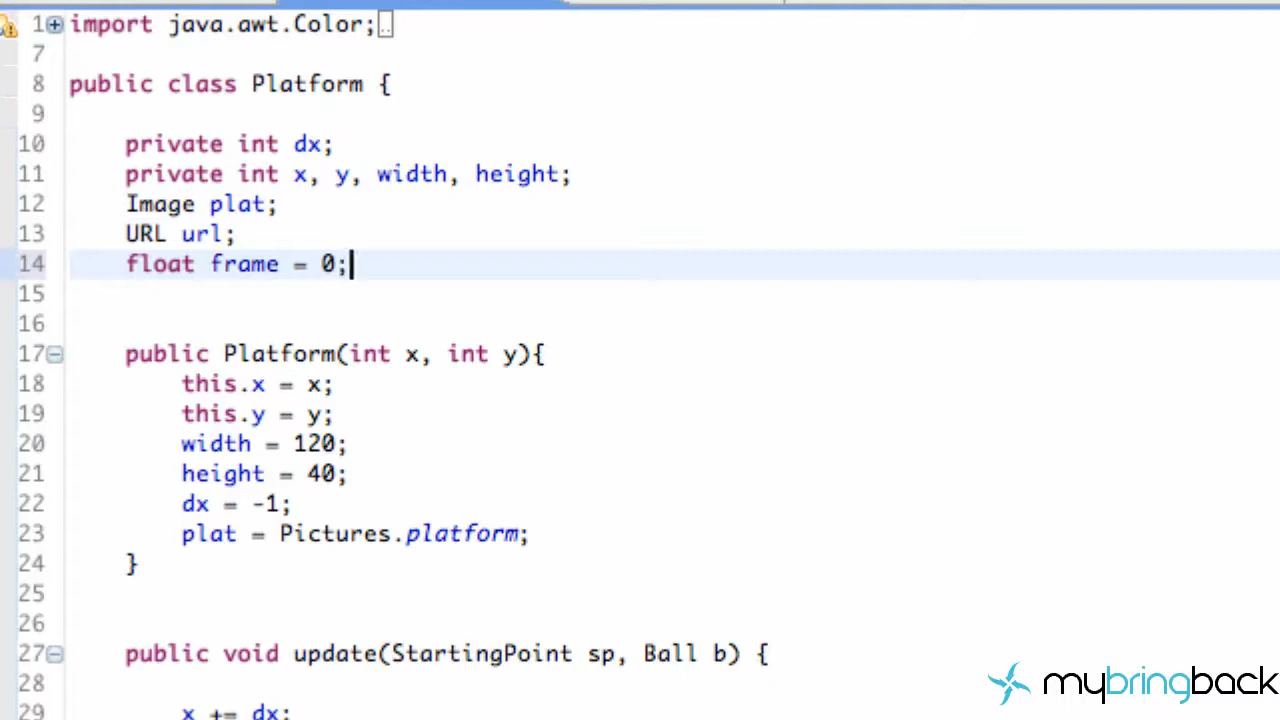 1 import java.awt.Color;
7
8 public class Platform {
9
10 private int dx;
11 private int x, y, width, height;
12 Image plat;
13 URL url;
14 float frame = 0;
15
16
17 public Platform(int x, int y){
18 this.x = x;
19 this.y = y;
20 width = 120;
21 height = 40;
22 dx = -1;
23 plat = Pictures.platform;
24 }
25
26
27 public void update(StartingPoint sp, Ball b) {
28
29 x += dx;
mybringback